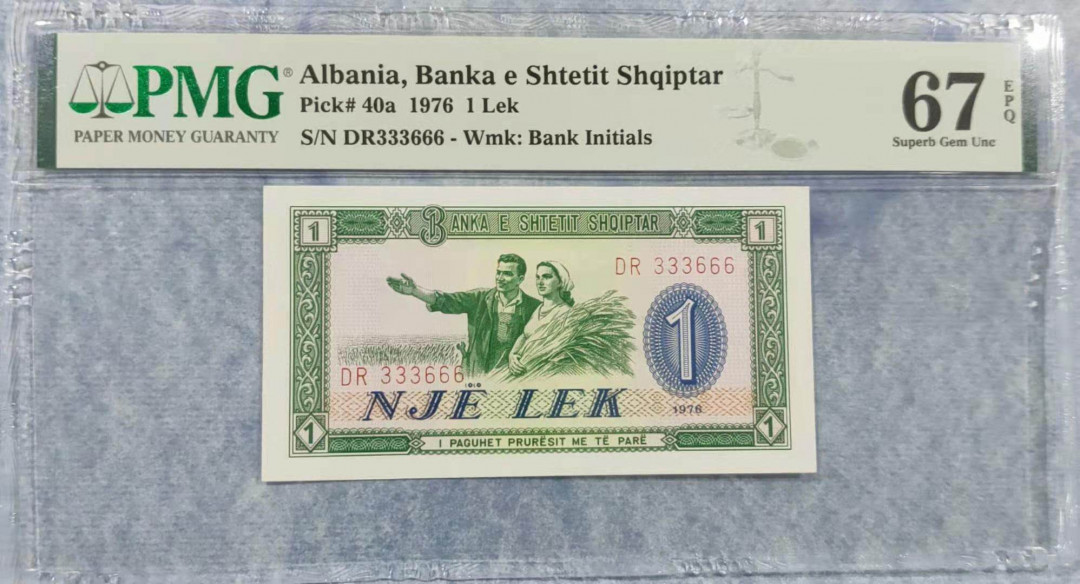 PMG®
PAPER MONEY GUARANTY
Albania, Banka e Shtetit Shqiptar
Pick# 40a 1976 1 Lek
S/N DR333666 - Wmk: Bank Initials
67
EPQ
Superb Gem Unc
1
BANKA E SHTETIT SHQIPTAR
1
DR 333666
1
DR 333666
NJË LEK
1976
1
I PAGUHET PRURËSIT ME TË PARË
1